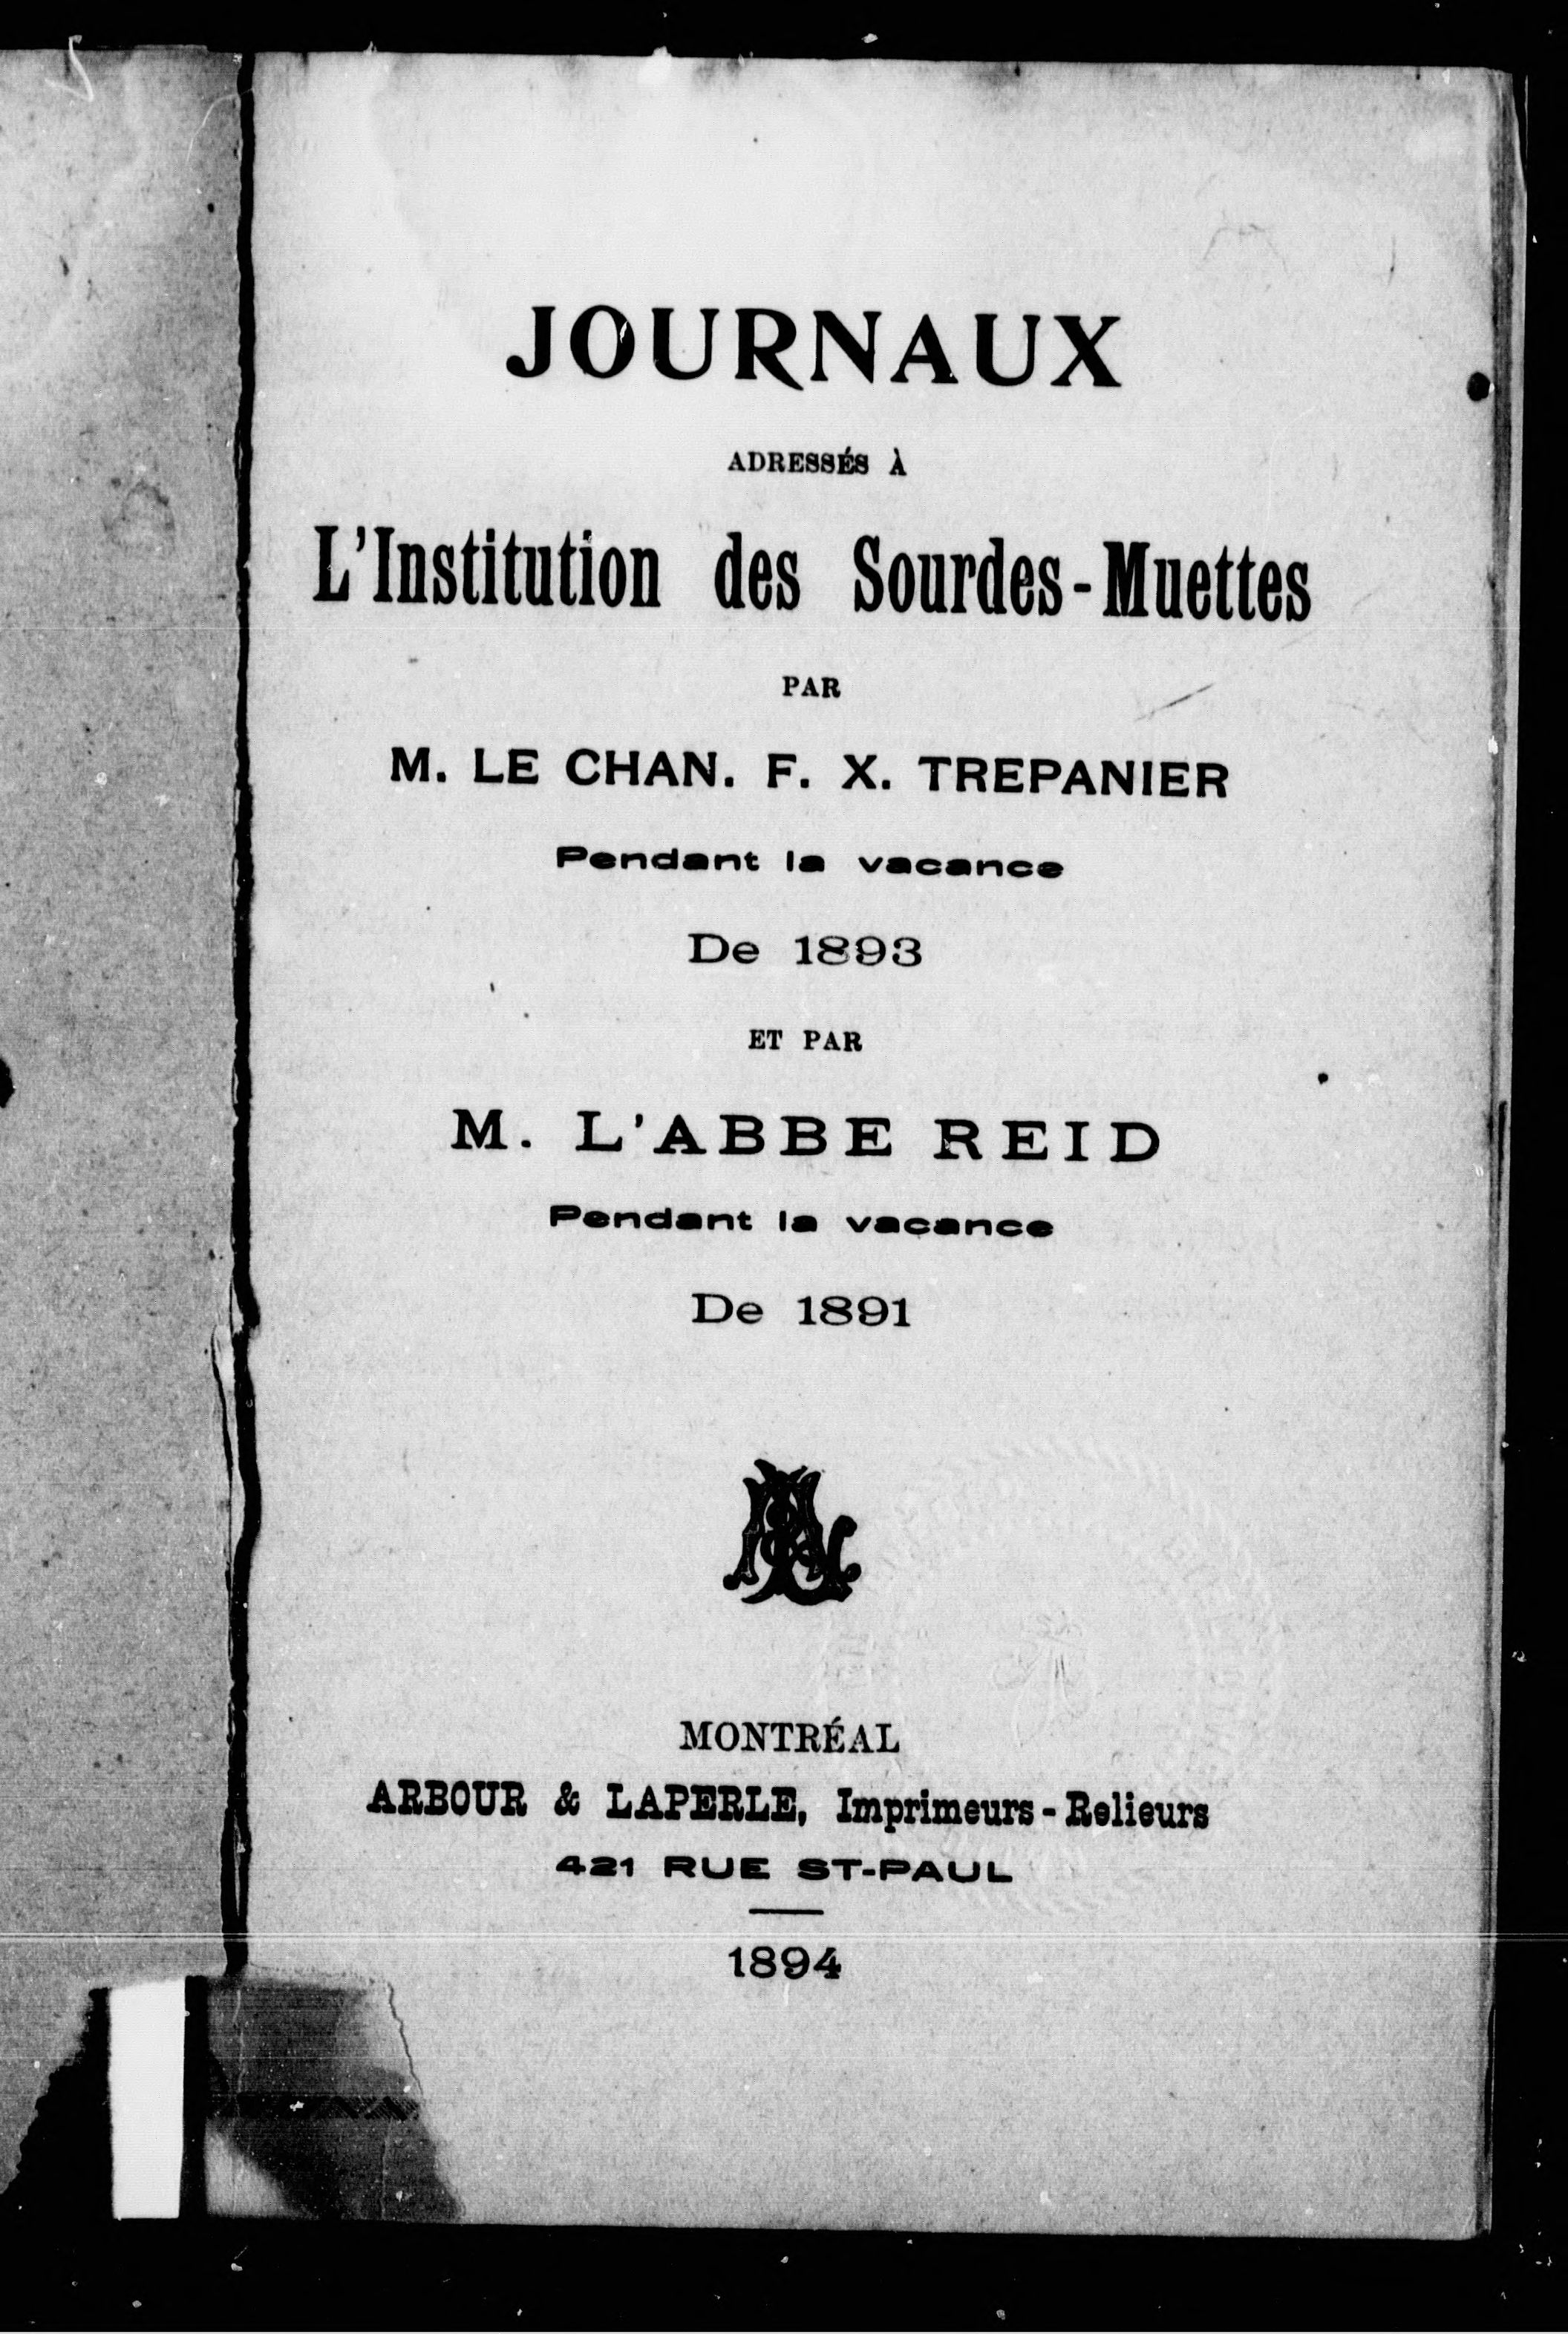 JOURNAUX
ADRESSÉS À
L'Institution des Sourdes-Muettes
PAR
M. LE CHAN. F. X. TREPANIER
Pendant la vacance
De 1893
ET PAR
M. L'ABBE REID
Pendant la vacance
De 1891
MONTRÉAL
ARBOUR & LAPERLE, Imprimeurs-Relieurs
421 RUE ST-PAUL
1894